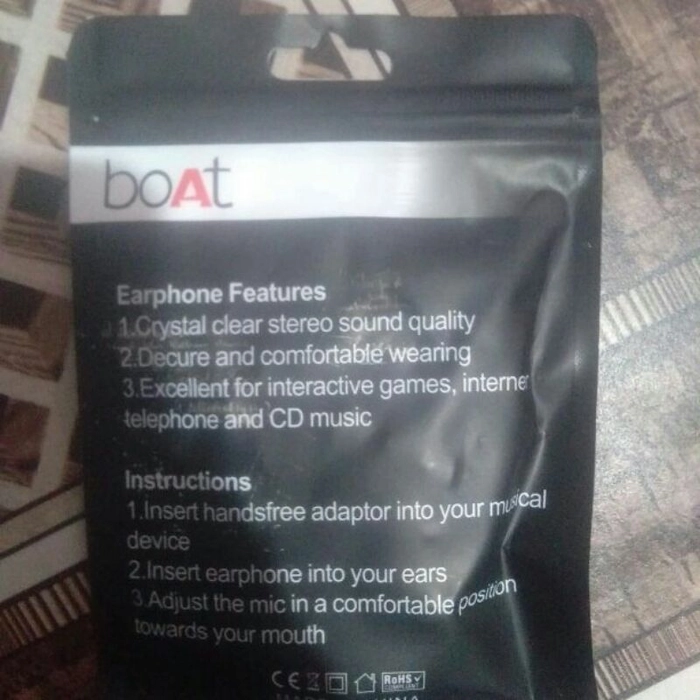 boAt
Earphone Features
1.Crystal clear stereo sound quality
2.Decure and comfortable wearing
3.Excellent for interactive games, internet
telephone and CD music
Instructions
1.Insert handsfree adaptor into your musical
device
2.Insert earphone into your ears
3.Adjust the mic in a comfortable position
towards your mouth
CE RoHS